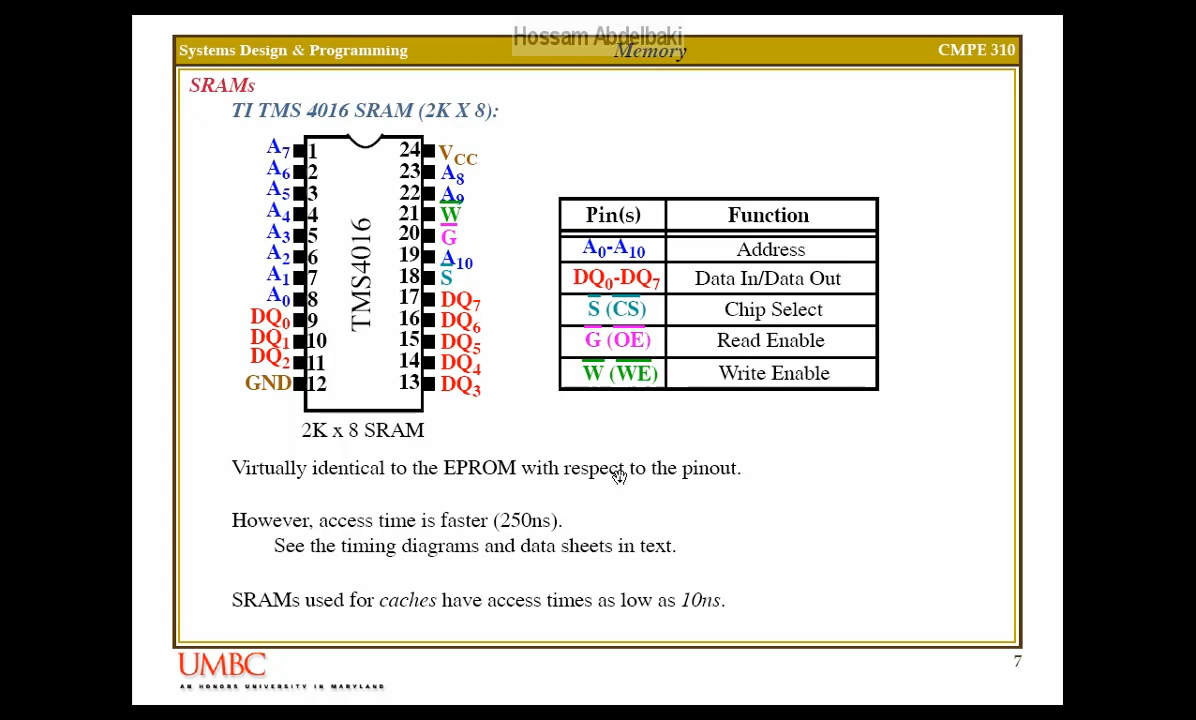 Hossam Abdelbaki
Systems Design & Programming Memory CMPE 310
SRAMs
TI TMS 4016 SRAM (2K X 8):
A7 1 24 VCC
A6 2 23 A8
A5 3 22 A9
A4 4 21 W
A3 5 20 G
A2 6 19 A10
A1 7 18 S
A0 8 17 DQ7
DQ0 9 16 DQ6
DQ1 10 15 DQ5
DQ2 11 14 DQ4
GND 12 13 DQ3
TMS4016
2K x 8 SRAM
Pin(s) Function
A0-A10 Address
DQ0-DQ7 Data In/Data Out
S (CS) Chip Select
G (OE) Read Enable
W (WE) Write Enable
Virtually identical to the EPROM with respect to the pinout.
However, access time is faster (250ns).
See the timing diagrams and data sheets in text.
SRAMs used for caches have access times as low as 10ns.
UMBC
AN HONORS UNIVERSITY IN MARYLAND
7